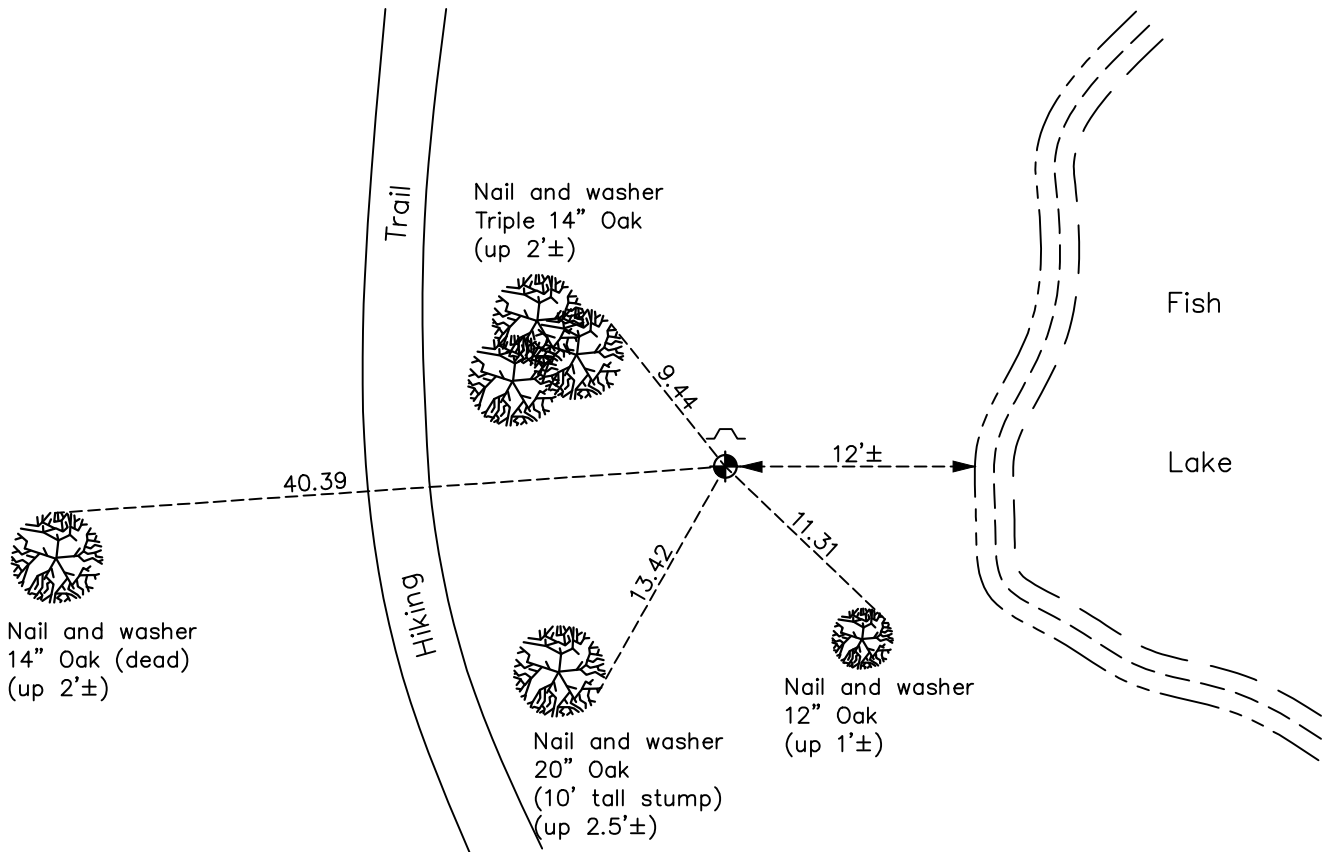 Trail
Nail and washer
Triple 14” Oak
(up 2’±)
Fish
9.44
12’±
Lake
40.39
11.31
13.42
Hiking
Nail and washer
14” Oak (dead)
(up 2’±)
Nail and washer
12” Oak
(up 1’±)
Nail and washer
20” Oak
(10’ tall stump)
(up 2.5’±)